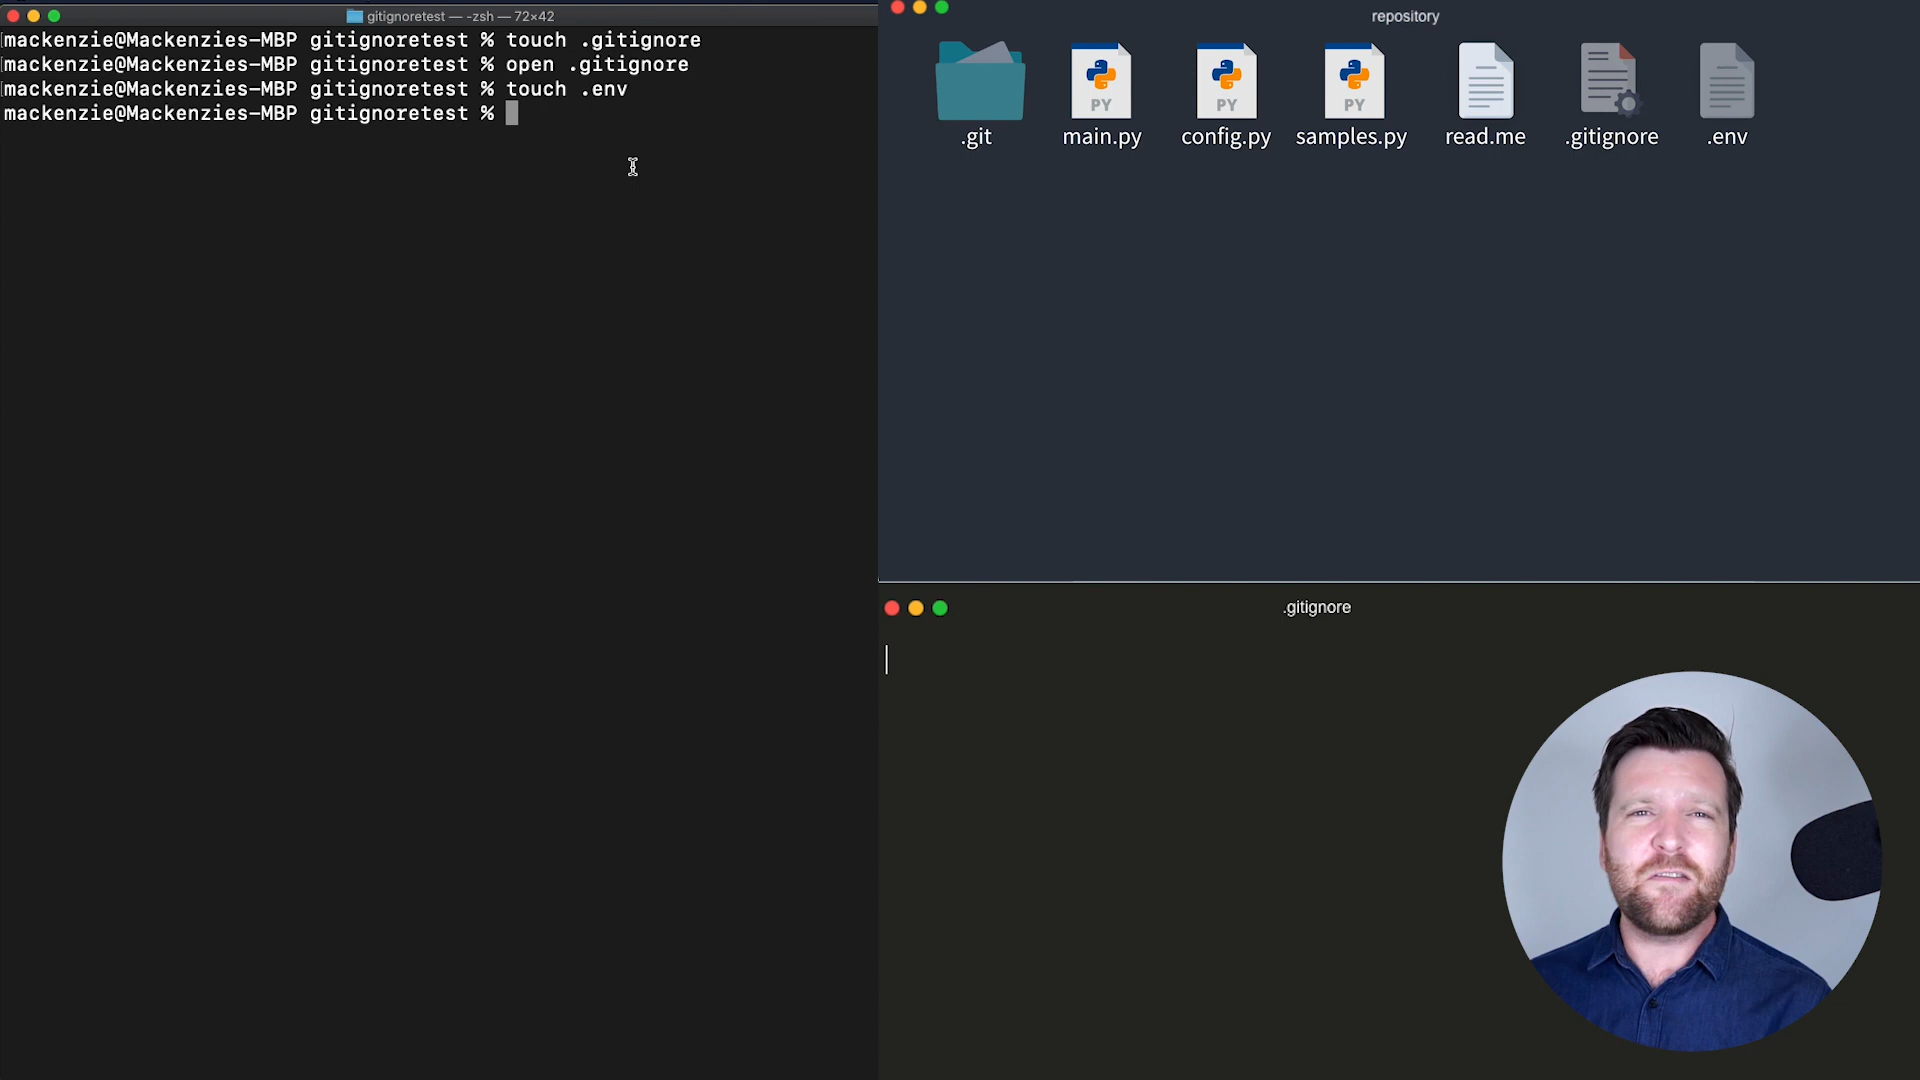 gitignoretest — -zsh — 72×42
mackenzie@Mackenzies-MBP gitignoretest % touch .gitignore
mackenzie@Mackenzies-MBP gitignoretest % open .gitignore
mackenzie@Mackenzies-MBP gitignoretest % touch .env
mackenzie@Mackenzies-MBP gitignoretest %
repository
PY PY PY
.git main.py config.py samples.py read.me .gitignore .env
.gitignore